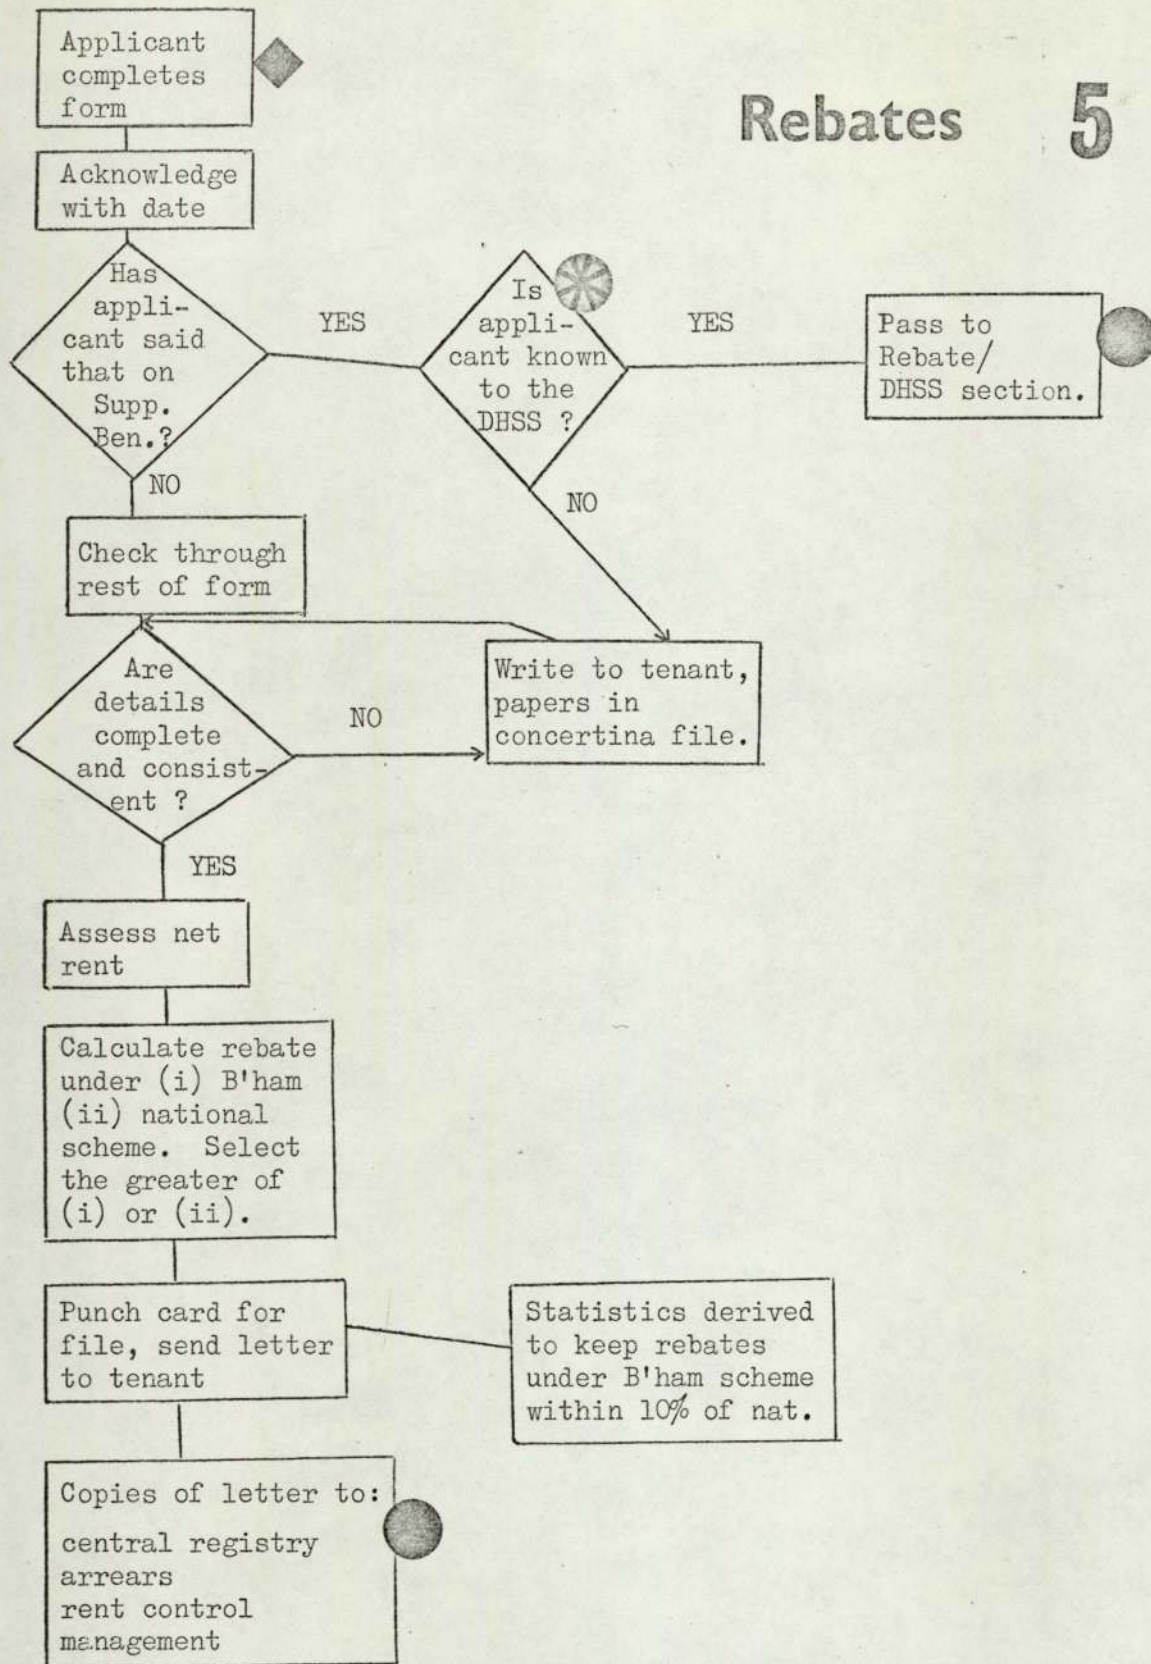 Rebates 5
Applicant
completes
form
Acknowledge
with date
Has
appli-
cant said
that on
Supp.
Ben.?
YES
Is
appli-
cant known
to the
DHSS ?
YES
Pass to
Rebate/
DHSS section.
NO
NO
Check through
rest of form
Are
details
complete
and consist-
ent ?
NO
Write to tenant,
papers in
concertina file.
YES
Assess net
rent
Calculate rebate
under (i) B'ham
(ii) national
scheme. Select
the greater of
(i) or (ii).
Punch card for
file, send letter
to tenant
Statistics derived
to keep rebates
under B'ham scheme
within 10% of nat.
Copies of letter to:
central registry
arrears
rent control
management